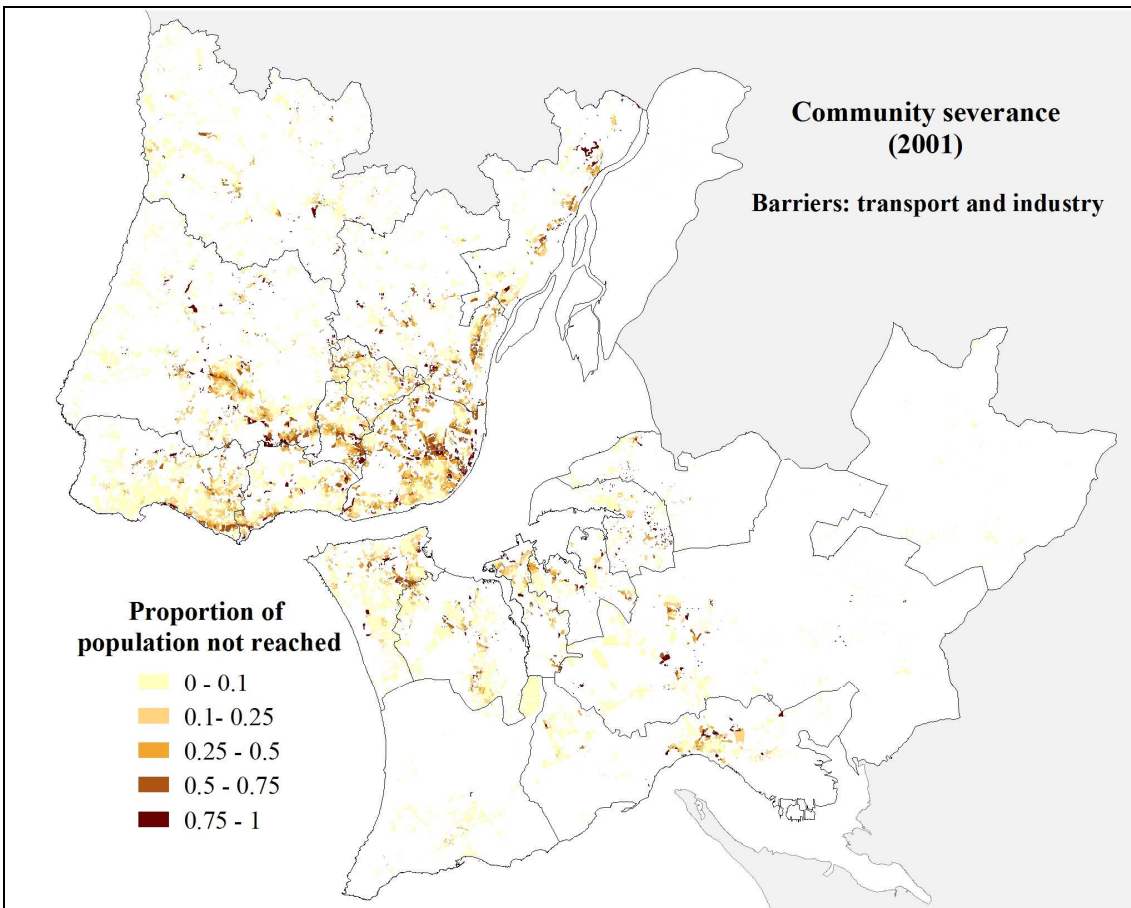 Community severance
(2001)
Barriers: transport and industry
Proportion of
population not reached
0 - 0.1
0.1- 0.25
0.25 - 0.5
0.5 - 0.75
0.75 - 1